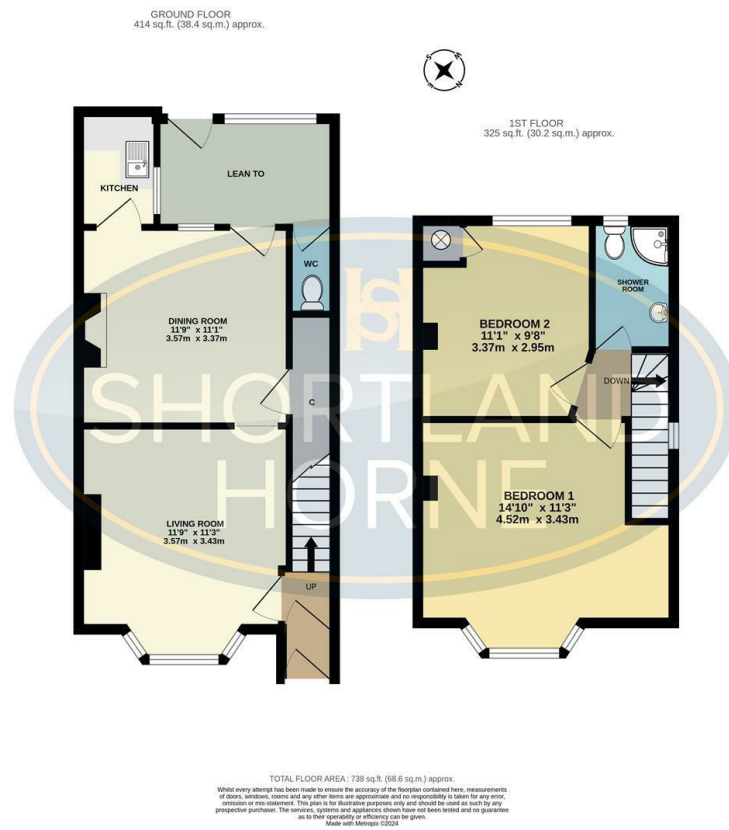 GROUND FLOOR
414 sq.ft. (38.4 sq.m.) approx.
1ST FLOOR
325 sq.ft. (30.2 sq.m.) approx.
N
E
S
W
KITCHEN
LEAN TO
WC
DINING ROOM
11'9" x 11'1"
3.57m x 3.37m
C
LIVING ROOM
11'9" x 11'3"
3.57m x 3.43m
UP
BEDROOM 2
11'1" x 9'8"
3.37m x 2.95m
SHOWER
ROOM
DOWN
BEDROOM 1
14'10" x 11'3"
4.52m x 3.43m
SH
SHORTLAND
HORNE
TOTAL FLOOR AREA : 738 sq.ft. (68.6 sq.m.) approx.
Whilst every attempt has been made to ensure the accuracy of the floorplan contained here, measurements
of doors, windows, rooms and any other items are approximate and no responsibility is taken for any error,
omission or mis-statement. This plan is for illustrative purposes only and should be used as such by any
prospective purchaser. The services, systems and appliances shown have not been tested and no guarantee
as to their operability or efficiency can be given.
Made with Metropix ©2024